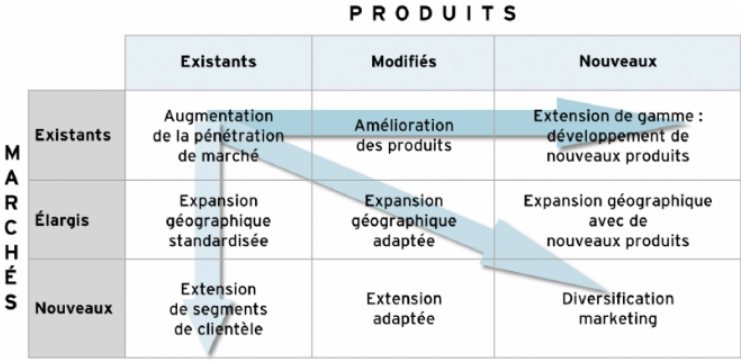 PRODUITS
Existants Modifiés Nouveaux
MARCHÉS
Existants
Augmentation
de la pénétration
de marché
Amélioration
des produits
Extension de gamme :
développement de
nouveaux produits
Élargis
Expansion
géographique
standardisée
Expansion
géographique
adaptée
Expansion géographique
avec de
nouveaux produits
Nouveaux
Extension
de segments
de clientèle
Extension
adaptée
Diversification
marketing